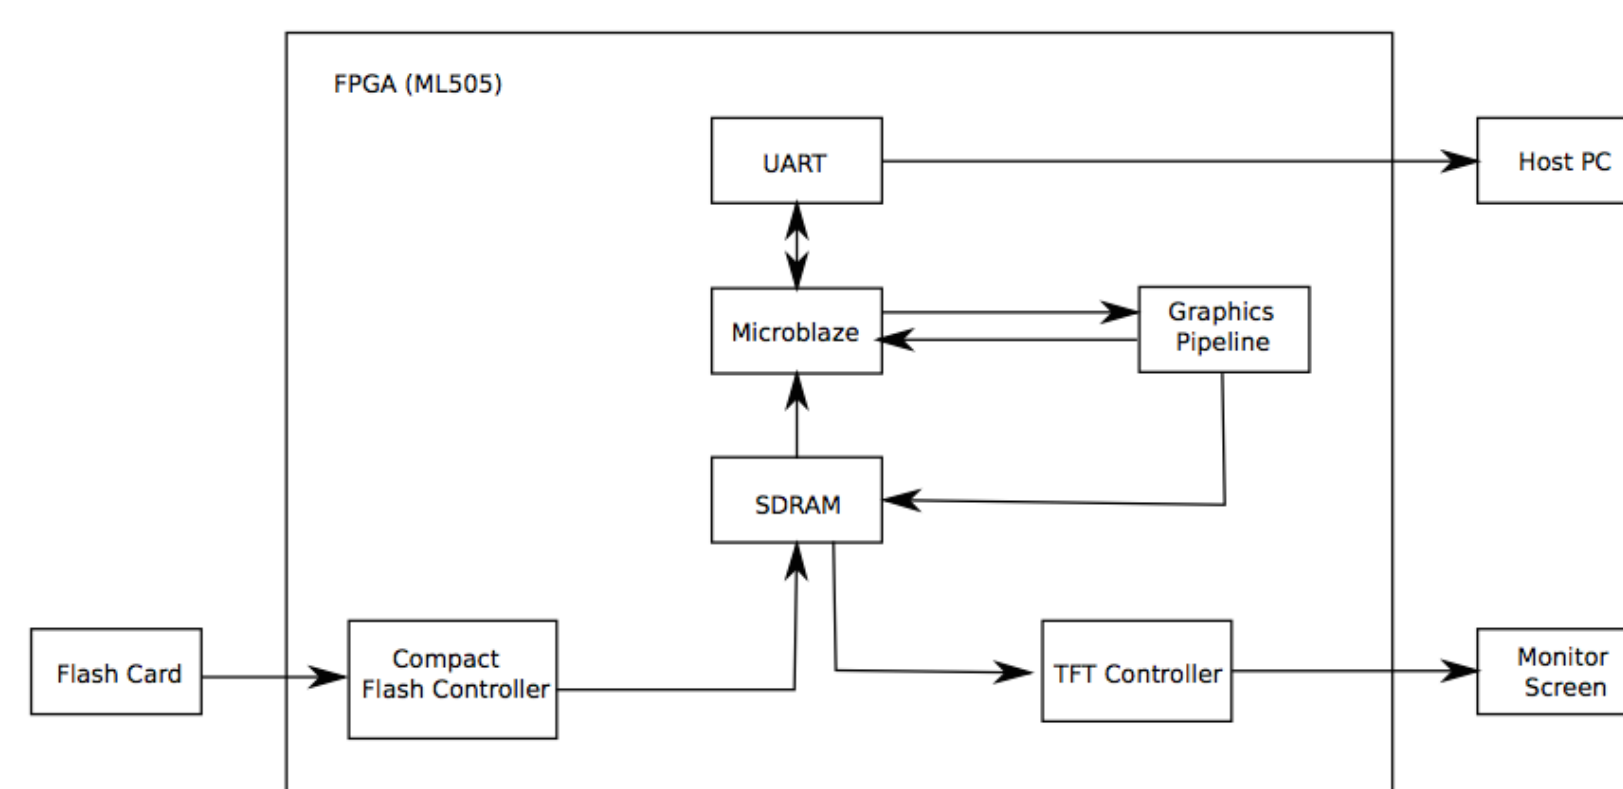 FPGA (ML505)
UART
Host PC
Microblaze
Graphics
Pipeline
SDRAM
Flash Card
Compact
Flash Controller
TFT Controller
Monitor
Screen